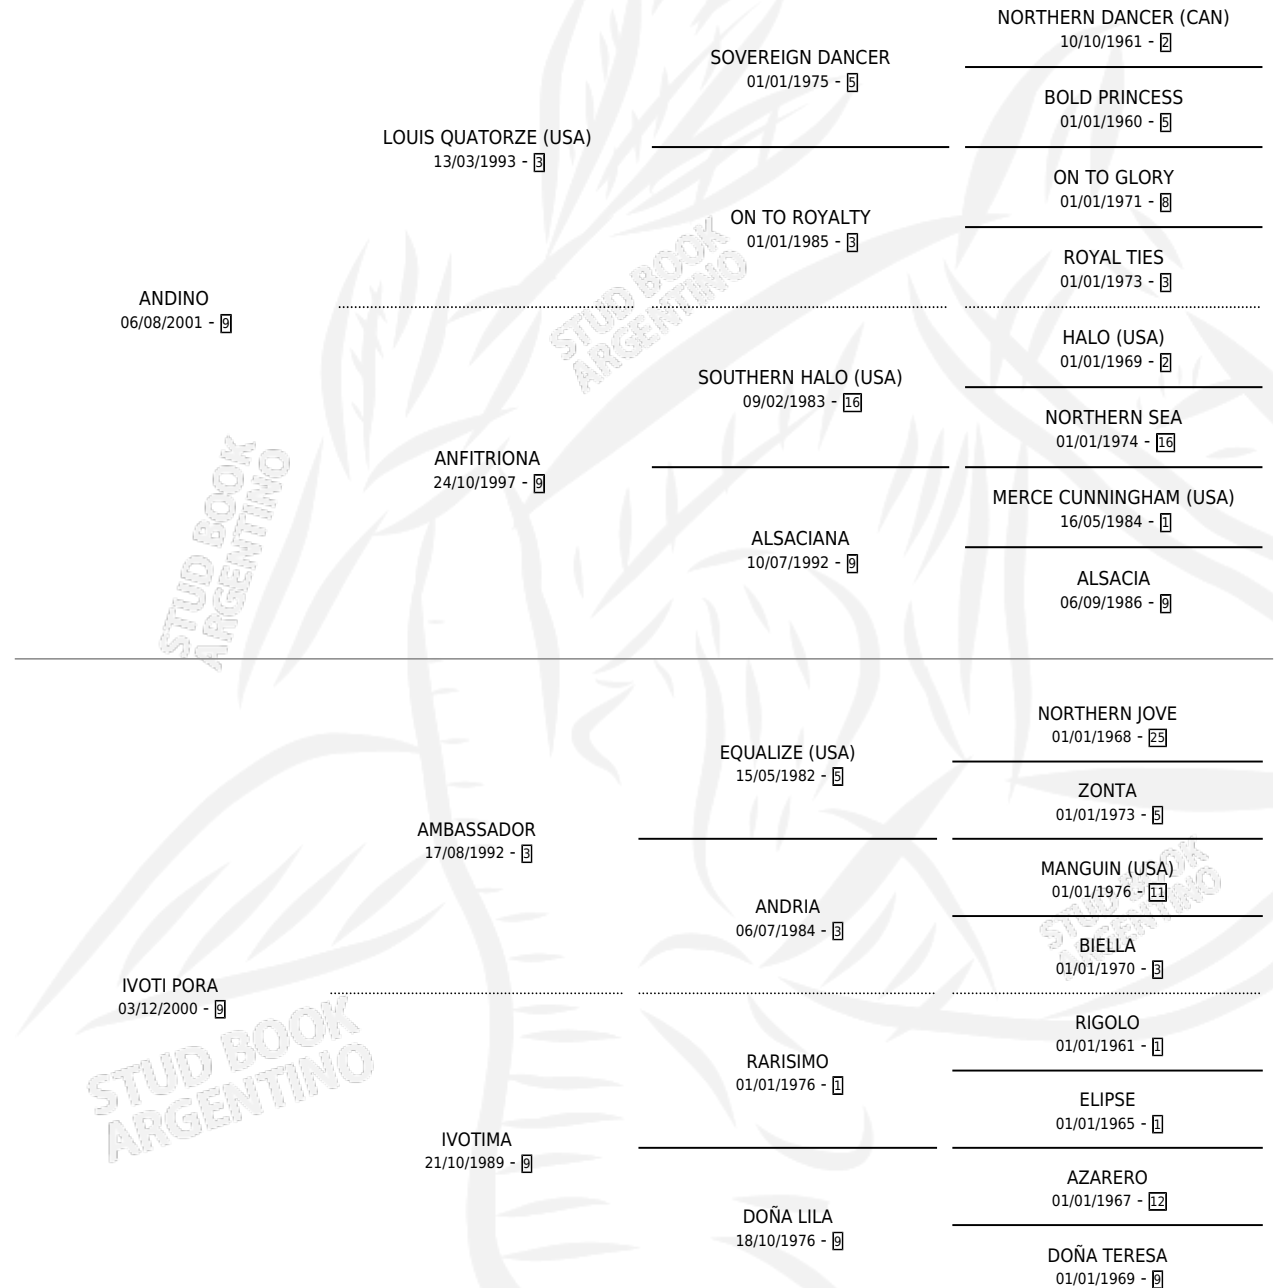 NORTHERN DANCER (CAN)
10/10/1961 - 2
SOVEREIGN DANCER
01/01/1975 - 5
BOLD PRINCESS
01/01/1960 - 5
LOUIS QUATORZE (USA)
13/03/1993 - 3
ON TO GLORY
01/01/1971 - 8
ON TO ROYALTY
01/01/1985 - 3
ROYAL TIES
01/01/1973 - 3
ANDINO
06/08/2001 - 9
HALO (USA)
01/01/1969 - 2
SOUTHERN HALO (USA)
09/02/1983 - 16
NORTHERN SEA
01/01/1974 - 16
ANFITRIONA
24/10/1997 - 9
MERCE CUNNINGHAM (USA)
16/05/1984 - 1
ALSACIANA
10/07/1992 - 9
ALSACIA
06/09/1986 - 9
STUD BOOK
ARGENTINO
STUD BOOK
ARGENTINO
NORTHERN JOVE
01/01/1968 - 25
EQUALIZE (USA)
15/05/1982 - 5
ZONTA
01/01/1973 - 5
AMBASSADOR
17/08/1992 - 3
MANGUIN (USA)
01/01/1976 - 11
ANDRIA
06/07/1984 - 3
BIELLA
01/01/1970 - 3
IVOTI PORA
03/12/2000 - 9
RIGOLO
01/01/1961 - 1
RARISIMO
01/01/1976 - 1
ELIPSE
01/01/1965 - 1
IVOTIMA
21/10/1989 - 9
AZARERO
01/01/1967 - 12
DOÑA LILA
18/10/1976 - 9
DOÑA TERESA
01/01/1969 - 9
STUD BOOK
ARGENTINO
STUD BOOK
ARGENTINO